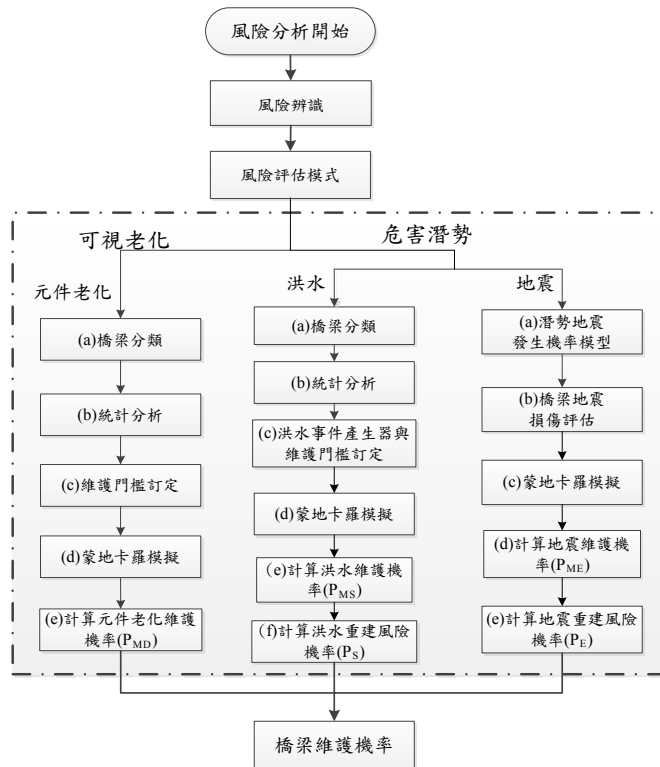 風險分析開始
風險辨識
風險評估模式
可視老化
危害潛勢
元件老化
(a)橋梁分類
(b)統計分析
(c)維護門檻訂定
(d)蒙地卡羅模擬
(e)計算元件老化維護
機率(PMD)
洪水
(a)橋梁分類
(b)統計分析
(c)洪水事件產生器與
維護門檻訂定
(d)蒙地卡羅模擬
(e)計算洪水維護機
率(PMS)
(f)計算洪水重建風險
機率(PS)
地震
(a)潛勢地震
發生機率模型
(b)橋梁地震
損傷評估
(c)蒙地卡羅模擬
(d)計算地震維護機
率(PME)
(e)計算地震重建風險
機率(PE)
橋梁維護機率